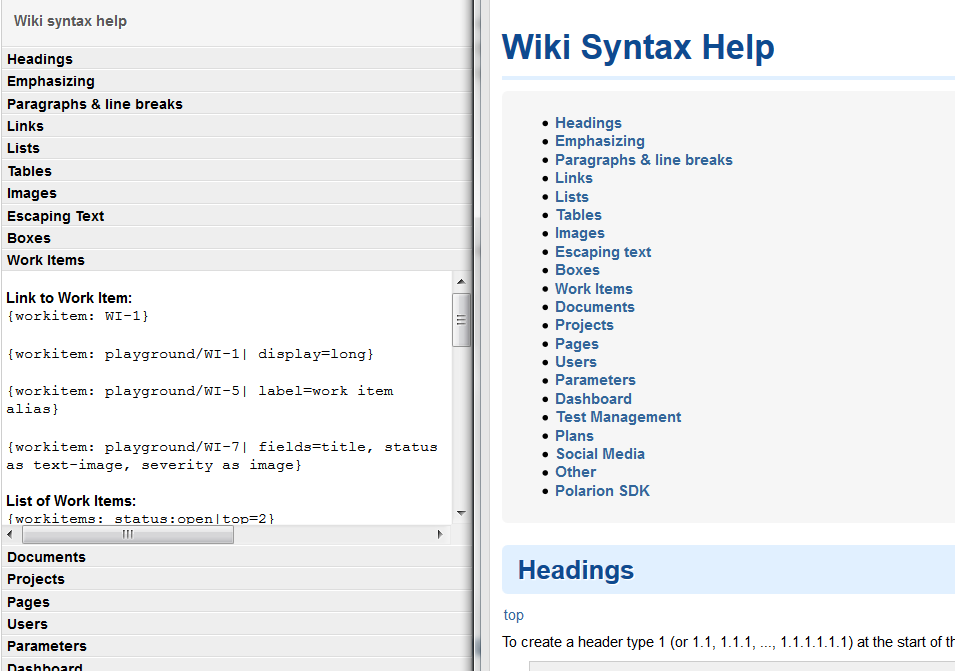 Wiki syntax help
Headings
Emphasizing
Paragraphs & line breaks
Links
Lists
Tables
Images
Escaping Text
Boxes
Work Items
Link to Work Item:
{workitem: WI-1}
{workitem: playground/WI-1| display=long}
{workitem: playground/WI-5| label=work item
alias}
{workitem: playground/WI-7| fields=title, status
as text-image, severity as image}
List of Work Items:
{workitems: status:open|top=2}
Documents
Projects
Pages
Users
Parameters
Dashboard
Wiki Syntax Help
Headings
Emphasizing
Paragraphs & line breaks
Links
Lists
Tables
Images
Escaping text
Boxes
Work Items
Documents
Projects
Pages
Users
Parameters
Dashboard
Test Management
Plans
Social Media
Other
Polarion SDK
Headings
top
To create a header type 1 (or 1.1, 1.1.1, ..., 1.1.1.1.1.1) at the start of